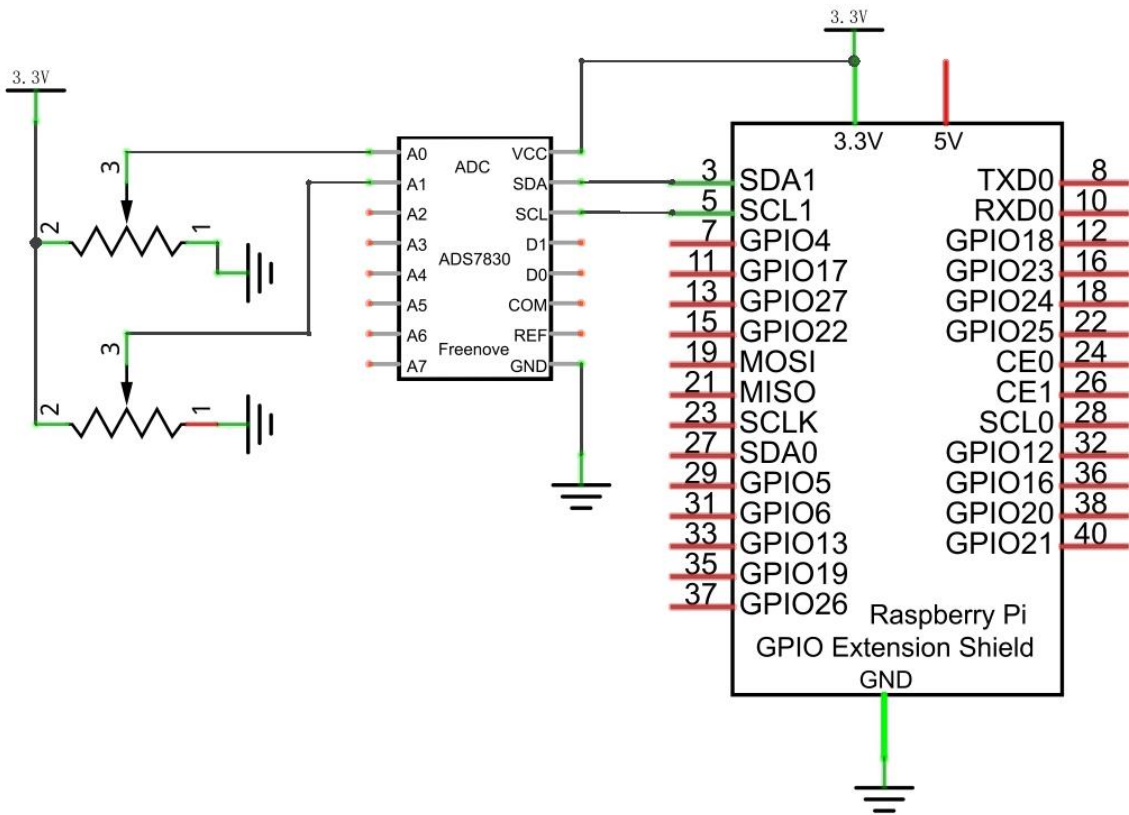 3.3V
3.3V
3
2
1
3
2
1
A0
A1
A2
A3
A4
A5
A6
A7
ADC
ADS7830
Freenove
VCC
SDA
SCL
D1
D0
COM
REF
GND
3.3V 5V
3 SDA1 TXD0 8
5 SCL1 RXD0 10
7 GPIO4 GPIO18 12
11 GPIO17 GPIO23 16
13 GPIO27 GPIO24 18
15 GPIO22 GPIO25 22
19 MOSI CE0 24
21 MISO CE1 26
23 SCLK SCL0 28
27 SDA0 GPIO12 32
29 GPIO5 GPIO16 36
31 GPIO6 GPIO20 38
33 GPIO13 GPIO21 40
35 GPIO19
37 GPIO26
Raspberry Pi
GPIO Extension Shield
GND